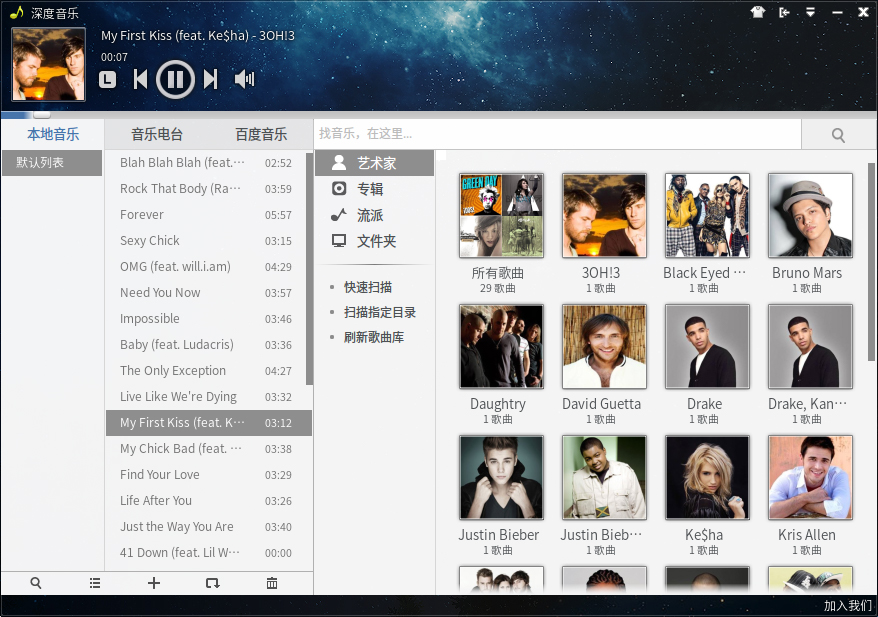 深度音乐
My First Kiss (feat. Ke$ha) - 3OH!3
00:07
本地音乐 音乐电台 百度音乐
找音乐，在这里...
默认列表
Blah Blah Blah (feat.… 02:52
Rock That Body (Ra… 03:59
Forever 05:57
Sexy Chick 03:15
OMG (feat. will.i.am) 04:29
Need You Now 03:57
Impossible 03:46
Baby (feat. Ludacris) 03:36
The Only Exception 04:27
Live Like We're Dying 03:32
My First Kiss (feat. K… 03:12
My Chick Bad (feat. … 03:38
Find Your Love 03:29
Life After You 03:26
Just the Way You Are 03:40
41 Down (feat. Lil W… 00:00
艺术家
专辑
流派
文件夹
快速扫描
扫描指定目录
刷新歌曲库
GREEN DAY
所有歌曲 3OH!3 Black Eyed … Bruno Mars
29 歌曲 1 歌曲 1 歌曲 1 歌曲
Daughtry David Guetta Drake Drake, Kan…
1 歌曲 1 歌曲 1 歌曲 1 歌曲
Justin Bieber Justin Bieb… Ke$ha Kris Allen
1 歌曲 1 歌曲 1 歌曲 1 歌曲
加入我们